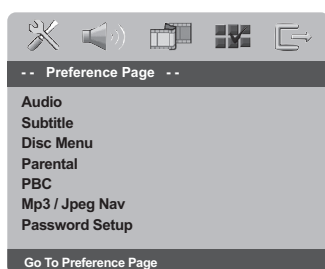 - - Preference Page - -
Audio
Subtitle
Disc Menu
Parental
PBC
Mp3 / Jpeg Nav
Password Setup
Go To Preference Page